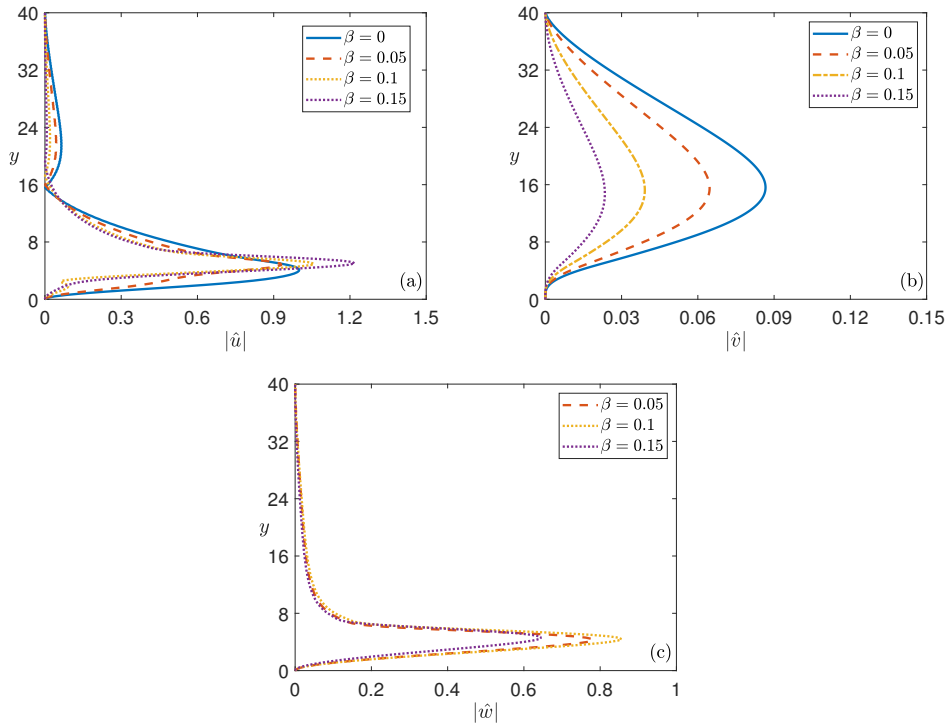 40
32
24
16
8
0
y
0
0.3
0.6
0.9
1.2
1.5
|û|
β = 0
β = 0.05
β = 0.1
β = 0.15
(a)
40
32
24
16
8
0
y
0
0.03
0.06
0.09
0.12
0.15
|v̂|
β = 0
β = 0.05
β = 0.1
β = 0.15
(b)
40
32
24
16
8
0
y
0
0.2
0.4
0.6
0.8
1
|ŵ|
β = 0.05
β = 0.1
β = 0.15
(c)